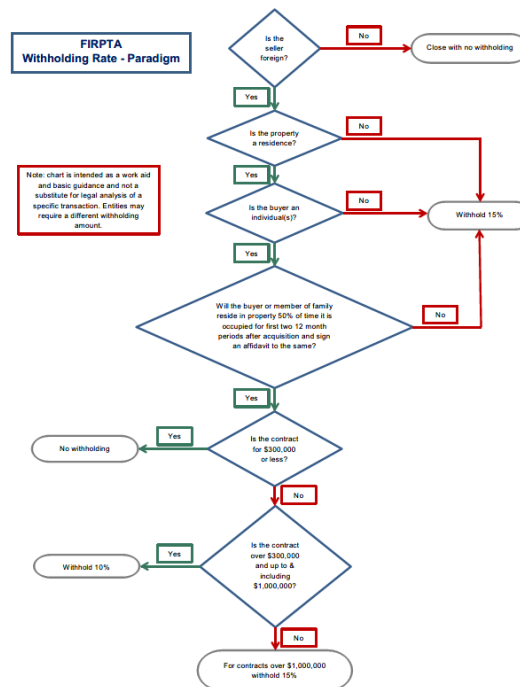 FIRPTA
Withholding Rate - Paradigm
Is the
seller
foreign?
No
Close with no withholding
Yes
Is the property
a residence?
No
Yes
Note: chart is intended as a work aid
and basic guidance and not a
substitute for legal analysis of a
specific transaction. Entities may
require a different withholding
amount.
Is the buyer an
individual(s)?
No
Withhold 15%
Yes
Will the buyer or member of family
reside in property 50% of time it is
occupied for first two 12 month
periods after acquisition and sign
an affidavit to the same?
No
Yes
Is the contract
for $300,000
or less?
Yes
No withholding
No
Is the contract
over $300,000
and up to &
including
$1,000,000?
Yes
Withhold 10%
No
For contracts over $1,000,000
withhold 15%